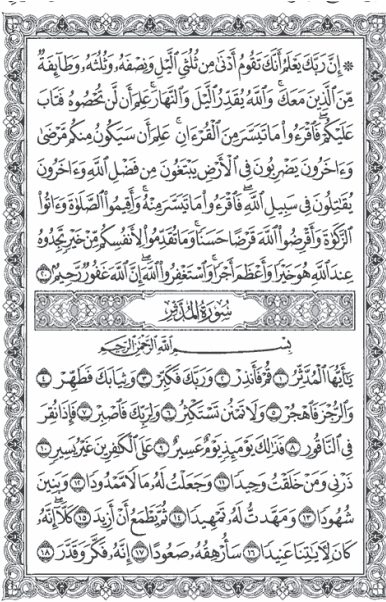 ۞ إِنَّ رَبَّكَ يَعْلَمُ أَنَّكَ تَقُومُ أَدْنَىٰ مِن ثُلُثَيِ ٱلَّيْلِ وَنِصْفَهُۥ وَثُلُثَهُۥ وَطَآئِفَةٌ
مِّنَ ٱلَّذِينَ مَعَكَۚ وَٱللَّهُ يُقَدِّرُ ٱلَّيْلَ وَٱلنَّهَارَۚ عَلِمَ أَن لَّن تُحْصُوهُ فَتَابَ
عَلَيْكُمْۖ فَٱقْرَءُوا۟ مَا تَيَسَّرَ مِنَ ٱلْقُرْءَانِۚ عَلِمَ أَن سَيَكُونُ مِنكُم مَّرْضَىٰ
وَءَاخَرُونَ يَضْرِبُونَ فِى ٱلْأَرْضِ يَبْتَغُونَ مِن فَضْلِ ٱللَّهِۙ وَءَاخَرُونَ
يُقَٰتِلُونَ فِى سَبِيلِ ٱللَّهِۖ فَٱقْرَءُوا۟ مَا تَيَسَّرَ مِنْهُۚ وَأَقِيمُوا۟ ٱلصَّلَوٰةَ وَءَاتُوا۟
ٱلزَّكَوٰةَ وَأَقْرِضُوا۟ ٱللَّهَ قَرْضًا حَسَنًاۚ وَمَا تُقَدِّمُوا۟ لِأَنفُسِكُم مِّنْ خَيْرٍ تَجِدُوهُ
عِندَ ٱللَّهِ هُوَ خَيْرًا وَأَعْظَمَ أَجْرًاۚ وَٱسْتَغْفِرُوا۟ ٱللَّهَۖ إِنَّ ٱللَّهَ غَفُورٌ رَّحِيمٌۢ ٢٠
سُورَةُ المُدَّثِّرِ
بِسْمِ ٱللَّهِ ٱلرَّحْمَٰنِ ٱلرَّحِيمِ
يَٰٓأَيُّهَا ٱلْمُدَّثِّرُ ١ قُمْ فَأَنذِرْ ٢ وَرَبَّكَ فَكَبِّرْ ٣ وَثِيَابَكَ فَطَهِّرْ ٤
وَٱلرُّجْزَ فَٱهْجُرْ ٥ وَلَا تَمْنُن تَسْتَكْثِرُ ٦ وَلِرَبِّكَ فَٱصْبِرْ ٧ فَإِذَا نُقِرَ
فِى ٱلنَّاقُورِ ٨ فَذَٰلِكَ يَوْمَئِذٍ يَوْمٌ عَسِيرٌ ٩ عَلَى ٱلْكَٰفِرِينَ غَيْرُ يَسِيرٍ ١٠
ذَرْنِى وَمَنْ خَلَقْتُ وَحِيدًا ١١ وَجَعَلْتُ لَهُۥ مَالًا مَّمْدُودًا ١٢ وَبَنِينَ
شُهُودًا ١٣ وَمَهَّدتُّ لَهُۥ تَمْهِيدًا ١٤ ثُمَّ يَطْمَعُ أَنْ أَزِيدَ ١٥ كَلَّآۖ إِنَّهُۥ
كَانَ لِءَايَٰتِنَا عَنِيدًا ١٦ سَأُرْهِقُهُۥ صَعُودًا ١٧ إِنَّهُۥ فَكَّرَ وَقَدَّرَ ١٨